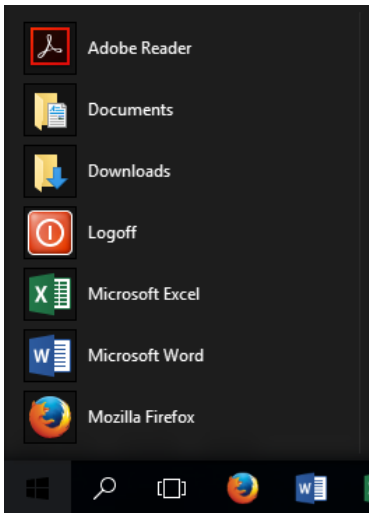 Adobe Reader
Documents
Downloads
Logoff
Microsoft Excel
Microsoft Word
Mozilla Firefox